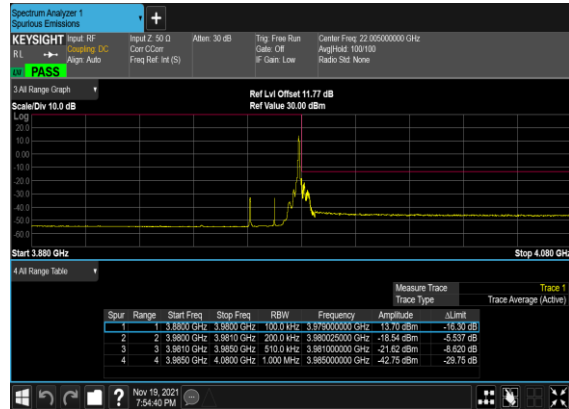 Spectrum Analyzer 1
Spurious Emissions
KEYSIGHT Input: RF Input Z: 50 Ω Atten: 30 dB Trig: Free Run Center Freq: 22.005000000 GHz
RL Coupling: DC Corr CCorr Gate: Off Avg|Hold: 100/100
Align: Auto Freq Ref: Int (S) IF Gain: Low Radio Std: None
PASS
3 All Range Graph
Ref Lvl Offset 11.77 dB
Scale/Div 10.0 dB Ref Value 30.00 dBm
Log
20.0
10.0
0.00
-10.0
-20.0
-30.0
-40.0
-50.0
-60.0
Start 3.880 GHz Stop 4.080 GHz
4 All Range Table
Measure Trace Trace 1
Trace Type Trace Average (Active)
Spur Range Start Freq Stop Freq RBW Frequency Amplitude ΔLimit
1 1 3.8800 GHz 3.9800 GHz 100.0 kHz 3.979000000 GHz 13.70 dBm -16.30 dB
2 2 3.9800 GHz 3.9810 GHz 200.0 kHz 3.980025000 GHz -18.54 dBm -5.537 dB
3 3 3.9810 GHz 3.9850 GHz 510.0 kHz 3.981000000 GHz -21.62 dBm -8.620 dB
4 4 3.9850 GHz 4.0800 GHz 1.000 MHz 3.985000000 GHz -42.75 dBm -29.75 dB
Nov 19, 2021
7:54:40 PM